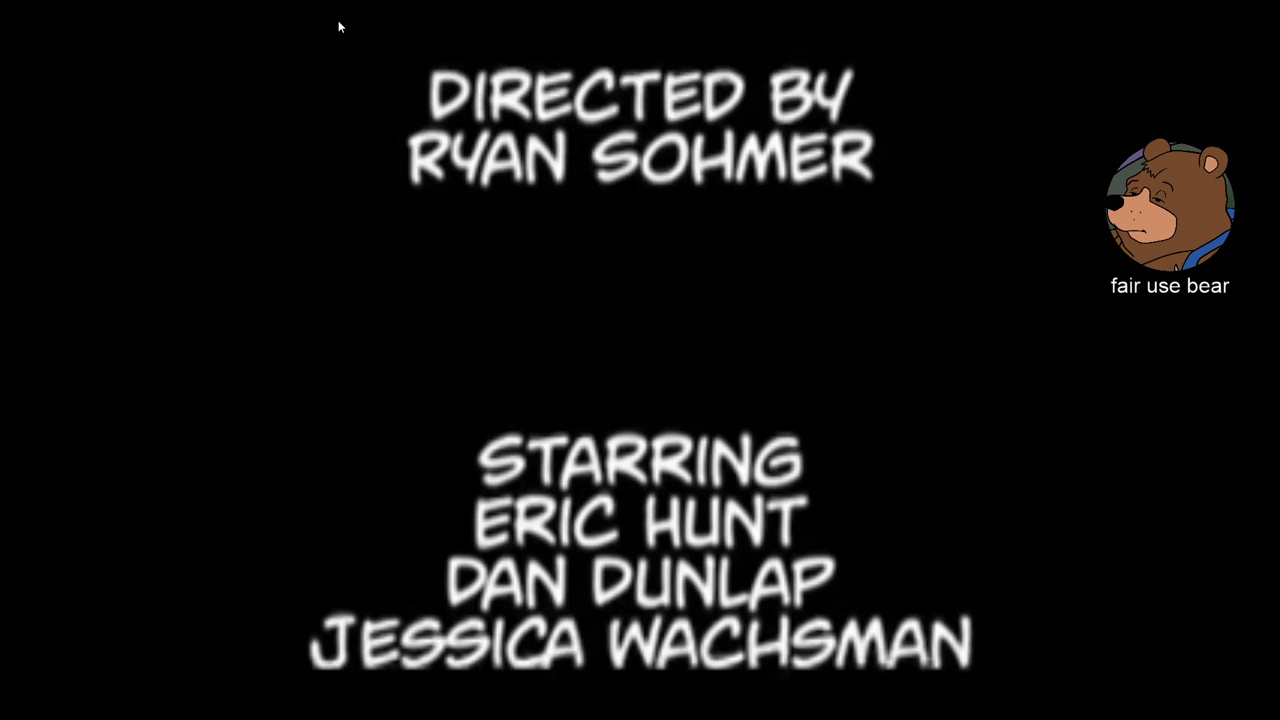 DIRECTED BY
RYAN SOHMER
fair use bear
STARRING
ERIC HUNT
DAN DUNLAP
JESSICA WACHSMAN